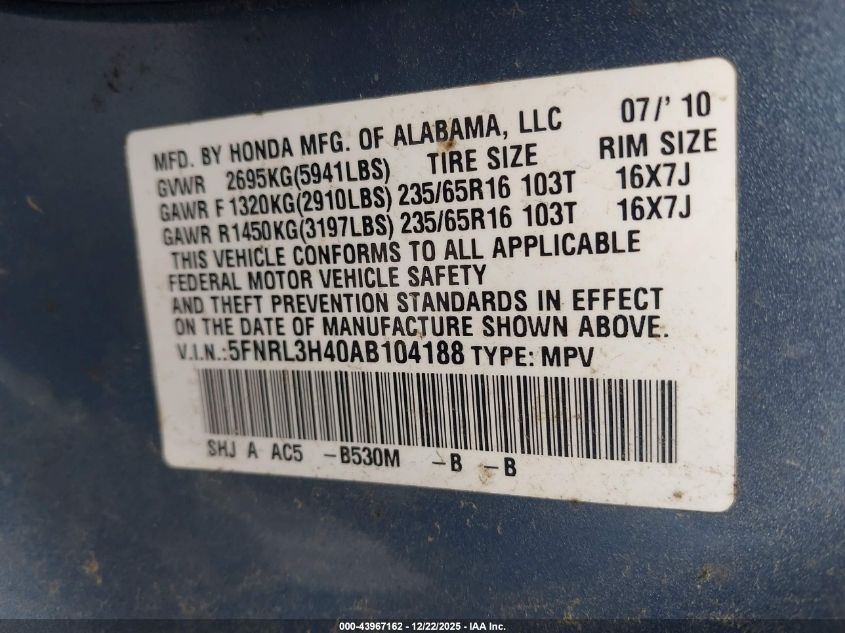 MFD. BY HONDA MFG. OF ALABAMA, LLC 07/' 10
GVWR 2695KG(5941LBS) TIRE SIZE RIM SIZE
GAWR F 1320KG(2910LBS) 235/65R16 103T 16X7J
GAWR R1450KG(3197LBS) 235/65R16 103T 16X7J
THIS VEHICLE CONFORMS TO ALL APPLICABLE
FEDERAL MOTOR VEHICLE SAFETY
AND THEFT PREVENTION STANDARDS IN EFFECT
ON THE DATE OF MANUFACTURE SHOWN ABOVE.
V.I.N.:5FNRL3H40AB104188 TYPE: MPV
SHJ A AC5 -B530M -B -B
000-43967162 - 12/22/2025 - IAA Inc.